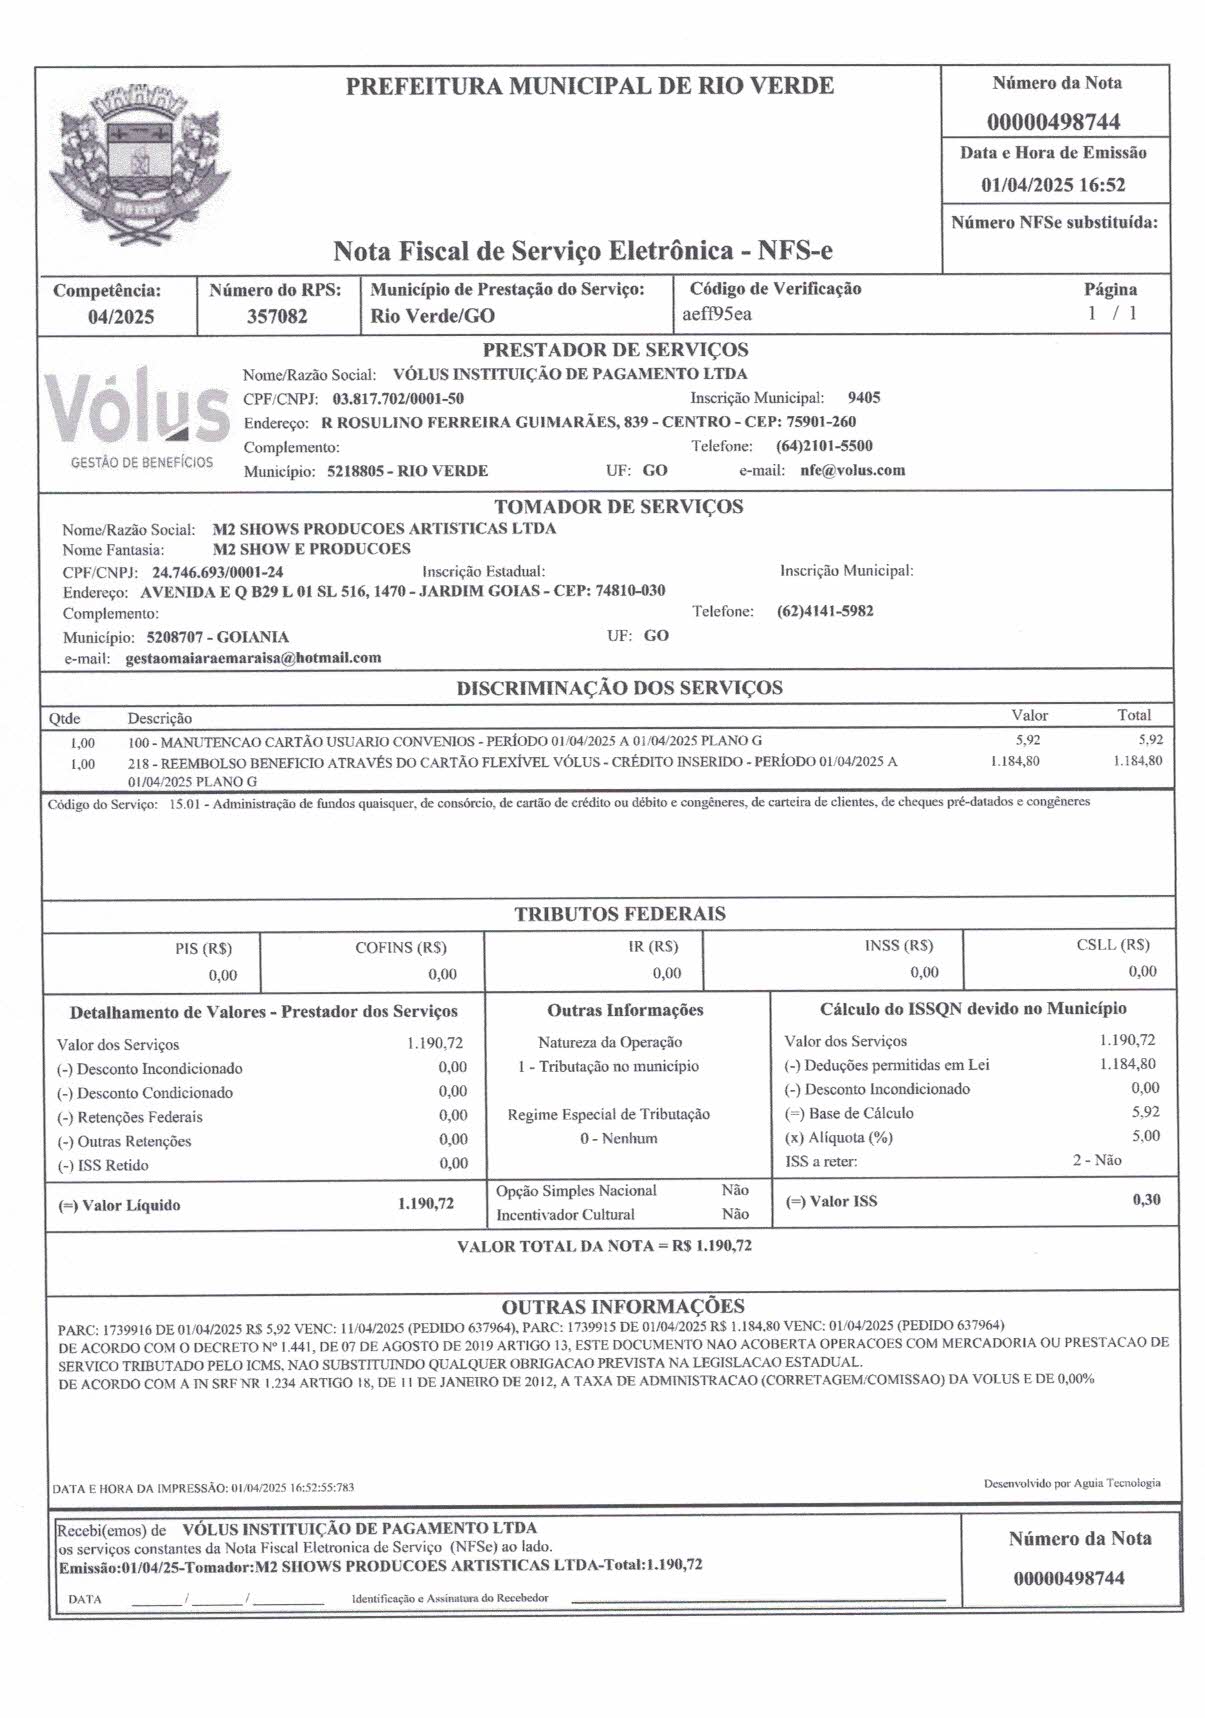 PREFEITURA MUNICIPAL DE RIO VERDE
Número da Nota
00000498744
Data e Hora de Emissão
01/04/2025 16:52
Número NFSe substituída:
RIO VERDE
Nota Fiscal de Serviço Eletrônica - NFS-e
Competência: Número do RPS: Município de Prestação do Serviço: Código de Verificação Página
04/2025 357082 Rio Verde/GO aeff95ea 1 / 1
PRESTADOR DE SERVIÇOS
Vólus
GESTÃO DE BENEFÍCIOS
Nome/Razão Social: VÓLUS INSTITUIÇÃO DE PAGAMENTO LTDA
CPF/CNPJ: 03.817.702/0001-50 Inscrição Municipal: 9405
Endereço: R ROSULINO FERREIRA GUIMARÃES, 839 - CENTRO - CEP: 75901-260
Complemento: Telefone: (64)2101-5500
Município: 5218805 - RIO VERDE UF: GO e-mail: nfe@volus.com
TOMADOR DE SERVIÇOS
Nome/Razão Social: M2 SHOWS PRODUCOES ARTISTICAS LTDA
Nome Fantasia: M2 SHOW E PRODUCOES
CPF/CNPJ: 24.746.693/0001-24 Inscrição Estadual: Inscrição Municipal:
Endereço: AVENIDA E Q B29 L 01 SL 516, 1470 - JARDIM GOIAS - CEP: 74810-030
Complemento: Telefone: (62)4141-5982
Município: 5208707 - GOIANIA UF: GO
e-mail: gestaomaiaraemaraisa@hotmail.com
DISCRIMINAÇÃO DOS SERVIÇOS
Qtde Descrição Valor Total
1,00 100 - MANUTENCAO CARTÃO USUARIO CONVENIOS - PERÍODO 01/04/2025 A 01/04/2025 PLANO G 5,92 5,92
1,00 218 - REEMBOLSO BENEFICIO ATRAVÉS DO CARTÃO FLEXÍVEL VÓLUS - CRÉDITO INSERIDO - PERÍODO 01/04/2025 A 1.184,80 1.184,80
01/04/2025 PLANO G
Código do Serviço: 15.01 - Administração de fundos quaisquer, de consórcio, de cartão de crédito ou débito e congêneres, de carteira de clientes, de cheques pré-datados e congêneres
TRIBUTOS FEDERAIS
PIS (R$) COFINS (R$) IR (R$) INSS (R$) CSLL (R$)
0,00 0,00 0,00 0,00 0,00
Detalhamento de Valores - Prestador dos Serviços
Valor dos Serviços 1.190,72
(-) Desconto Incondicionado 0,00
(-) Desconto Condicionado 0,00
(-) Retenções Federais 0,00
(-) Outras Retenções 0,00
(-) ISS Retido 0,00
(=) Valor Líquido 1.190,72
Outras Informações
Natureza da Operação
1 - Tributação no município
Regime Especial de Tributação
0 - Nenhum
Opção Simples Nacional Não
Incentivador Cultural Não
Cálculo do ISSQN devido no Município
Valor dos Serviços 1.190,72
(-) Deduções permitidas em Lei 1.184,80
(-) Desconto Incondicionado 0,00
(=) Base de Cálculo 5,92
(x) Alíquota (%) 5,00
ISS a reter: 2 - Não
(=) Valor ISS 0,30
VALOR TOTAL DA NOTA = R$ 1.190,72
OUTRAS INFORMAÇÕES
PARC: 1739916 DE 01/04/2025 R$ 5,92 VENC: 11/04/2025 (PEDIDO 637964), PARC: 1739915 DE 01/04/2025 R$ 1.184,80 VENC: 01/04/2025 (PEDIDO 637964)
DE ACORDO COM O DECRETO Nº 1.441, DE 07 DE AGOSTO DE 2019 ARTIGO 13, ESTE DOCUMENTO NAO ACOBERTA OPERACOES COM MERCADORIA OU PRESTACAO DE
SERVICO TRIBUTADO PELO ICMS, NAO SUBSTITUINDO QUALQUER OBRIGACAO PREVISTA NA LEGISLACAO ESTADUAL.
DE ACORDO COM A IN SRF NR 1.234 ARTIGO 18, DE 11 DE JANEIRO DE 2012, A TAXA DE ADMINISTRACAO (CORRETAGEM/COMISSAO) DA VOLUS E DE 0,00%
DATA E HORA DA IMPRESSÃO: 01/04/2025 16:52:55:783 Desenvolvido por Aguia Tecnologia
Recebi(emos) de VÓLUS INSTITUIÇÃO DE PAGAMENTO LTDA
os serviços constantes da Nota Fiscal Eletronica de Serviço (NFSe) ao lado.
Emissão:01/04/25-Tomador:M2 SHOWS PRODUCOES ARTISTICAS LTDA-Total:1.190,72
DATA ______/______/________ Identificação e Assinatura do Recebedor
Número da Nota
00000498744